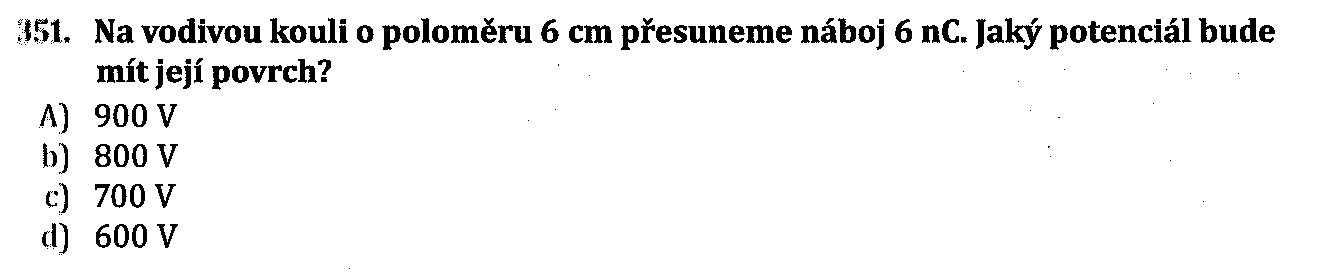 351. Na vodivou kouli o poloměru 6 cm přesuneme náboj 6 nC. Jaký potenciál bude
mít její povrch?
A) 900 V
b) 800 V
c) 700 V
d) 600 V